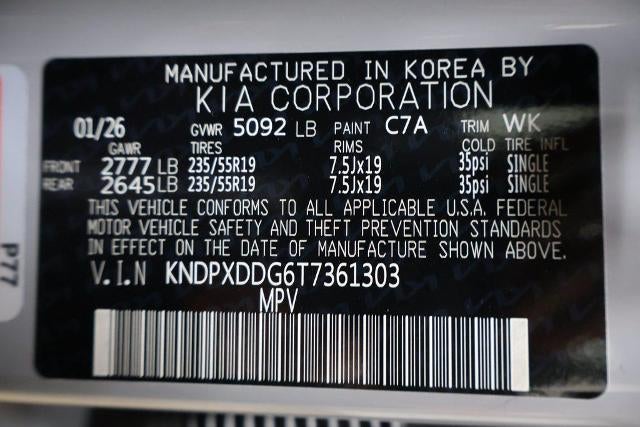 MANUFACTURED IN KOREA BY
KIA CORPORATION
01/26 GVWR 5092 LB PAINT C7A TRIM WK
GAWR TIRES RIMS COLD TIRE INFL
FRONT 2777 LB 235/55R19 7.5Jx19 35psi SINGLE
REAR 2645 LB 235/55R19 7.5Jx19 35psi SINGLE
THIS VEHICLE CONFORMS TO ALL APPLICABLE U.S.A. FEDERAL
MOTOR VEHICLE SAFETY AND THEFT PREVENTION STANDARDS
IN EFFECT ON THE DATE OF MANUFACTURE SHOWN ABOVE.
V.I.N KNDPXDDG6T7361303
MPV
P77